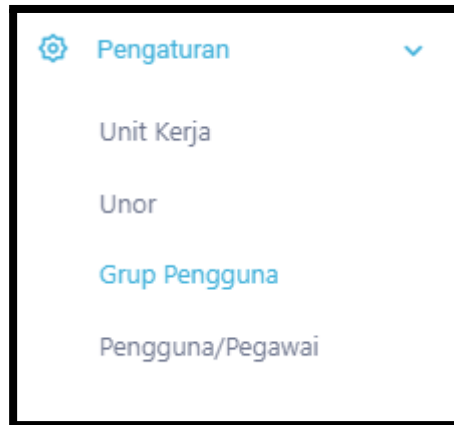 Pengaturan
Unit Kerja
Unor
Grup Pengguna
Pengguna/Pegawai